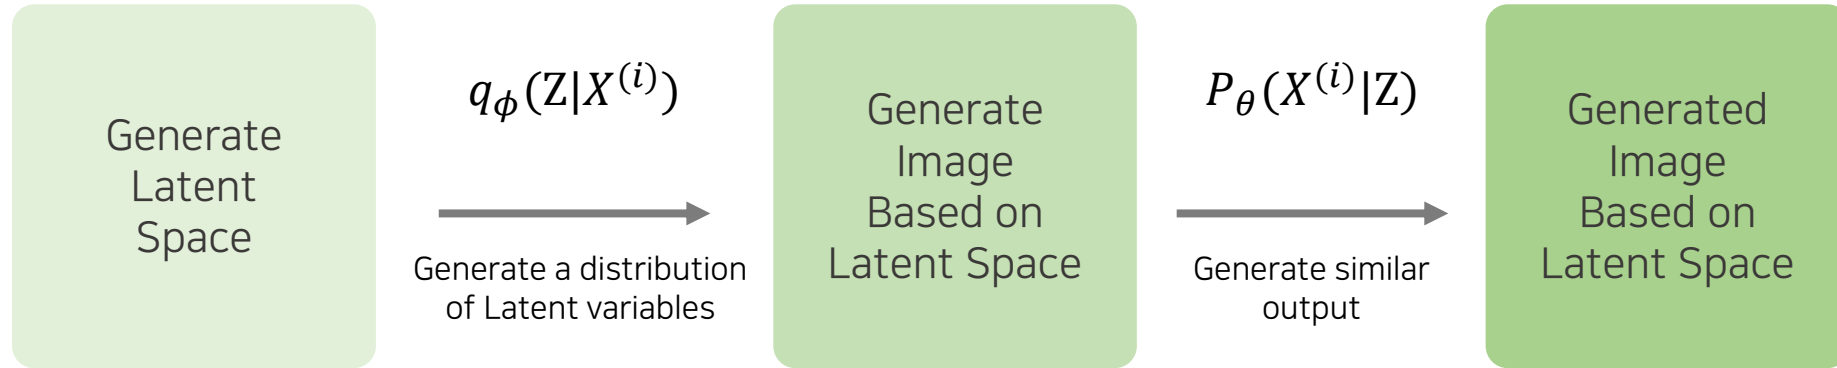 Generate
Latent
Space
q_ϕ(Z|X^(i))
Generate a distribution
of Latent variables
Generate
Image
Based on
Latent Space
P_θ(X^(i)|Z)
Generate similar
output
Generated
Image
Based on
Latent Space